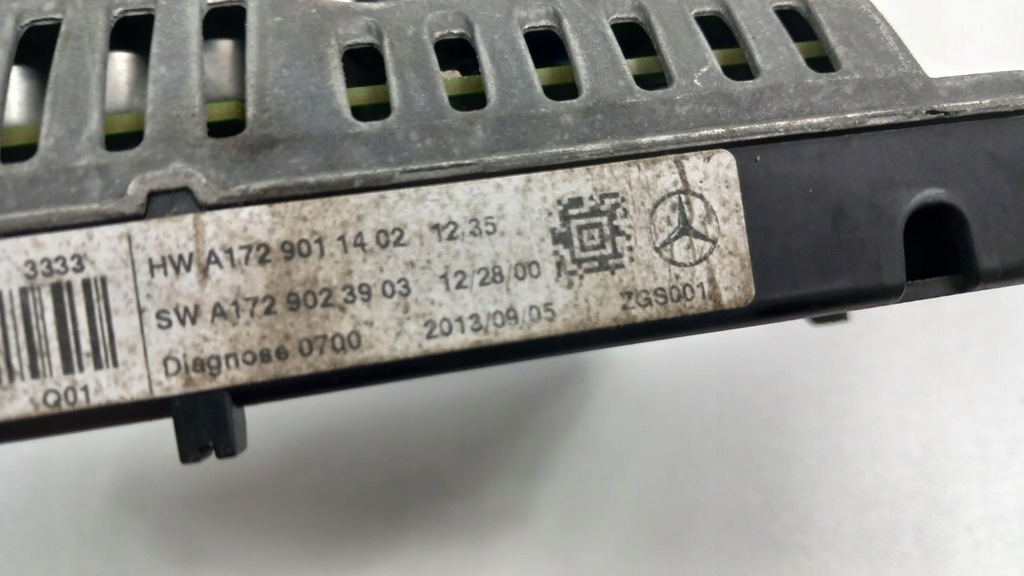 3333
Q01
HW A172 901 14 02 12.35
SW A172 902 39 03 12/28/00
Diagnose 0700 2013/09/05
ZGS001